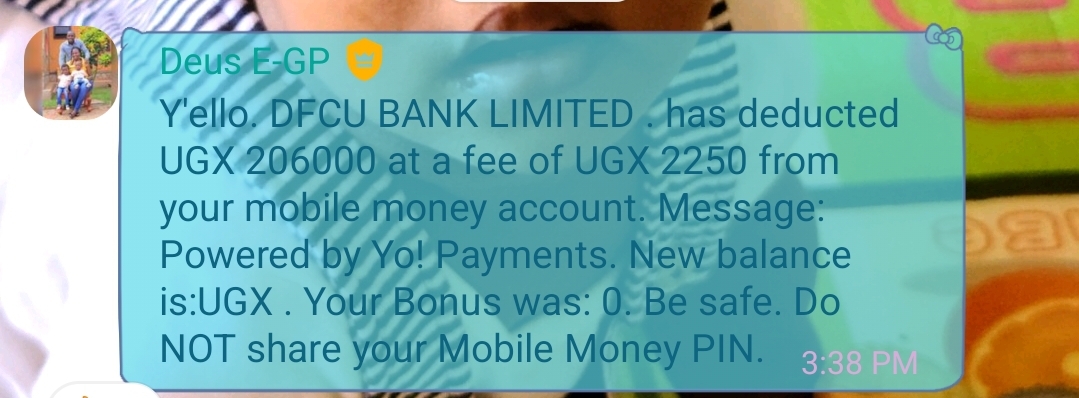 Deus E-GP
Y'ello. DFCU BANK LIMITED . has deducted
UGX 206000 at a fee of UGX 2250 from
your mobile money account. Message:
Powered by Yo! Payments. New balance
is:UGX . Your Bonus was: 0. Be safe. Do
NOT share your Mobile Money PIN.
3:38 PM